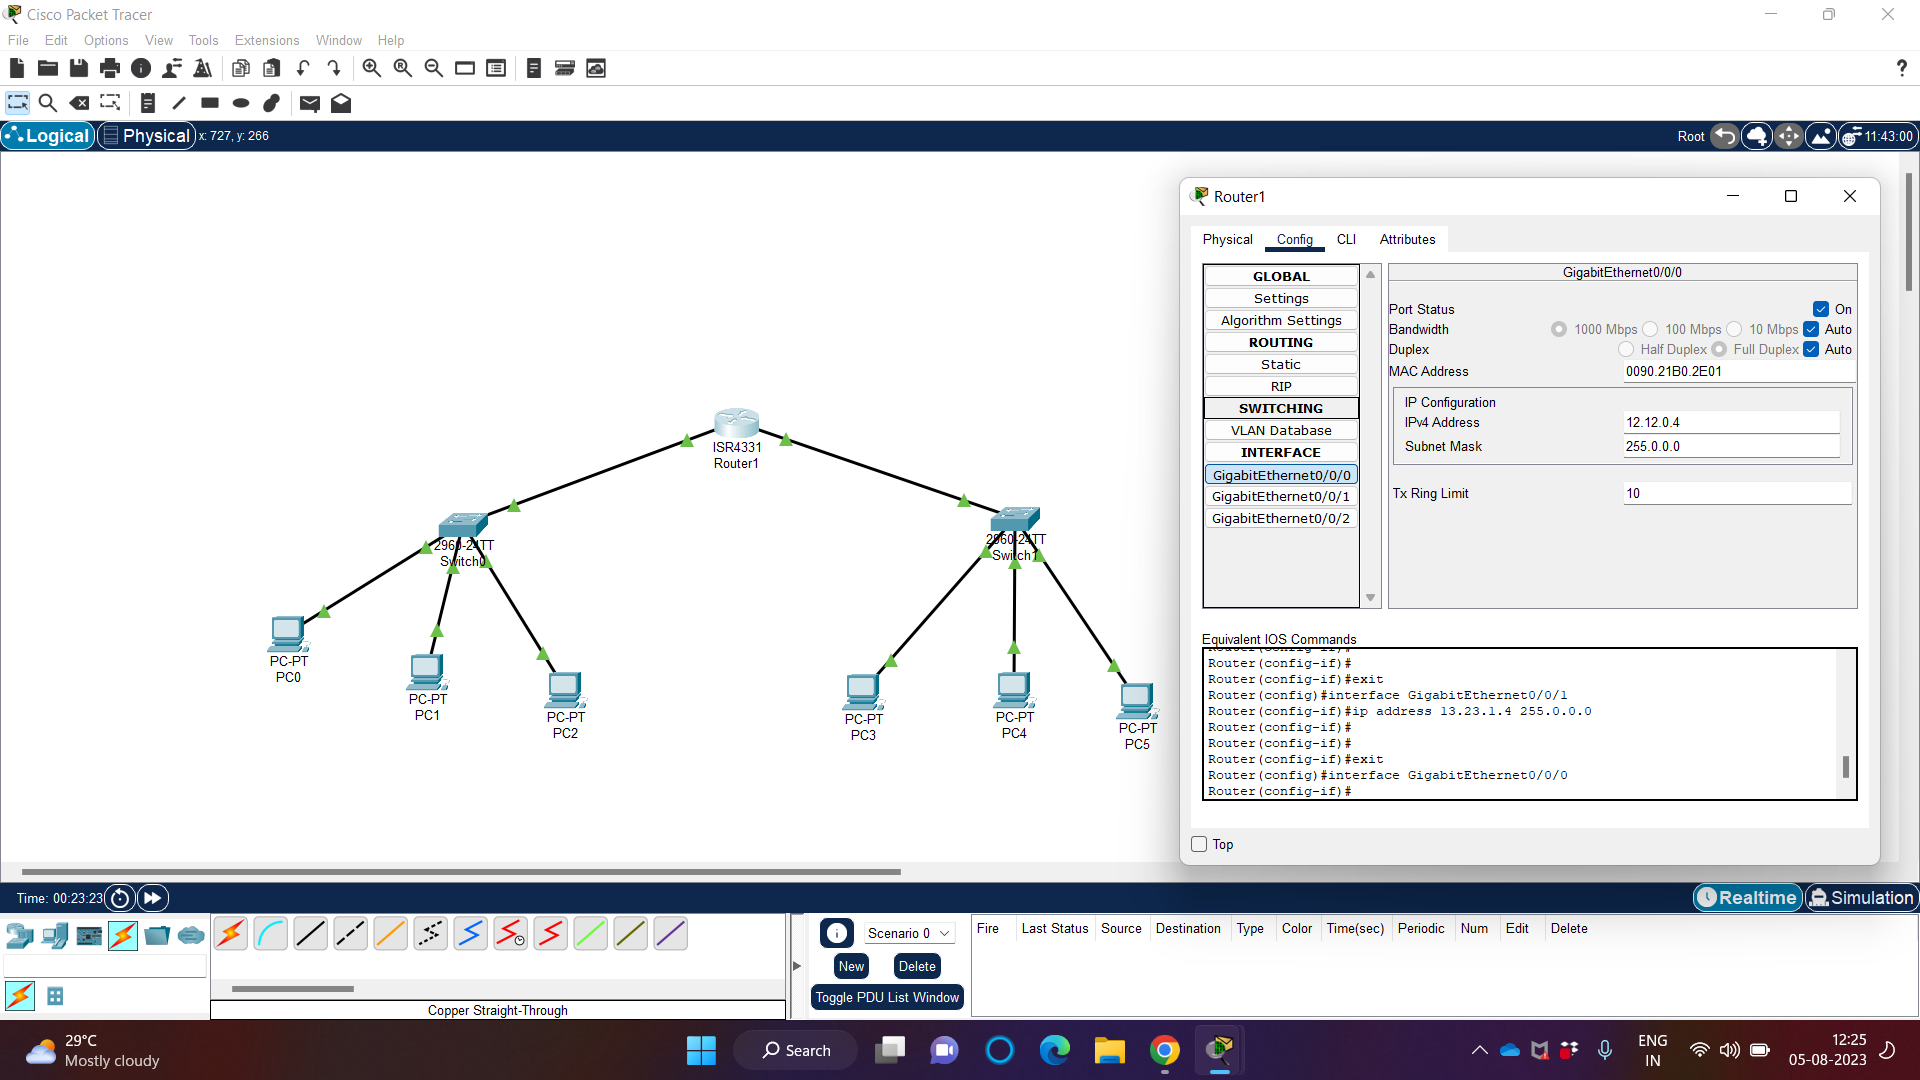 Cisco Packet Tracer
File Edit Options View Tools Extensions Window Help
?
Logical Physical x: 727, y: 266
Root 11:43:00
ISR4331
Router1
2960-24TT
Switch0
2960-24TT
Switch1
PC-PT
PC0
PC-PT
PC1
PC-PT
PC2
PC-PT
PC3
PC-PT
PC4
PC-PT
PC5
Router1
Physical Config CLI Attributes
GLOBAL
Settings
Algorithm Settings
ROUTING
Static
RIP
SWITCHING
VLAN Database
INTERFACE
GigabitEthernet0/0/0
GigabitEthernet0/0/1
GigabitEthernet0/0/2
GigabitEthernet0/0/0
Port Status On
Bandwidth 1000 Mbps 100 Mbps 10 Mbps Auto
Duplex Half Duplex Full Duplex Auto
MAC Address 0090.21B0.2E01
IP Configuration
IPv4 Address 12.12.0.4
Subnet Mask 255.0.0.0
Tx Ring Limit 10
Equivalent IOS Commands
Router(config-if)#
Router(config-if)#
Router(config-if)#exit
Router(config)#interface GigabitEthernet0/0/1
Router(config-if)#ip address 13.23.1.4 255.0.0.0
Router(config-if)#
Router(config-if)#
Router(config-if)#exit
Router(config)#interface GigabitEthernet0/0/0
Router(config-if)#
Top
Time: 00:23:23
Realtime Simulation
Scenario 0
New Delete
Toggle PDU List Window
Fire Last Status Source Destination Type Color Time(sec) Periodic Num Edit Delete
Copper Straight-Through
29°C
Mostly cloudy
Search
ENG
IN
12:25
05-08-2023